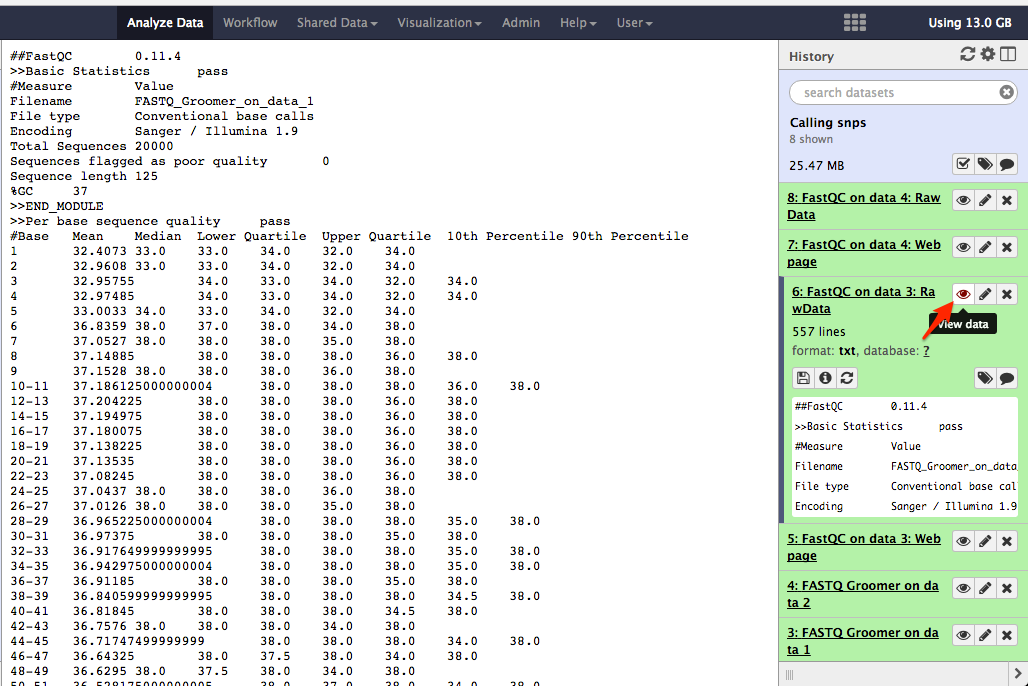 Analyze Data Workflow Shared Data Visualization Admin Help User Using 13.0 GB
##FastQC 0.11.4
>>Basic Statistics pass
#Measure Value
Filename FASTQ_Groomer_on_data_1
File type Conventional base calls
Encoding Sanger / Illumina 1.9
Total Sequences 20000
Sequences flagged as poor quality 0
Sequence length 125
%GC 37
>>END_MODULE
>>Per base sequence quality pass
#Base Mean Median Lower Quartile Upper Quartile 10th Percentile 90th Percentile
1 32.4073 33.0 33.0 34.0 32.0 34.0
2 32.9608 33.0 33.0 34.0 32.0 34.0
3 32.95755 34.0 33.0 34.0 32.0 34.0
4 32.97485 34.0 33.0 34.0 32.0 34.0
5 33.0033 34.0 33.0 34.0 32.0 34.0
6 36.8359 38.0 37.0 38.0 34.0 38.0
7 37.0527 38.0 38.0 38.0 35.0 38.0
8 37.14885 38.0 38.0 38.0 36.0 38.0
9 37.1528 38.0 38.0 38.0 36.0 38.0
10-11 37.186125000000004 38.0 38.0 38.0 36.0 38.0
12-13 37.204225 38.0 38.0 38.0 36.0 38.0
14-15 37.194975 38.0 38.0 38.0 36.0 38.0
16-17 37.180075 38.0 38.0 38.0 36.0 38.0
18-19 37.138225 38.0 38.0 38.0 36.0 38.0
20-21 37.13535 38.0 38.0 38.0 36.0 38.0
22-23 37.08245 38.0 38.0 38.0 36.0 38.0
24-25 37.0437 38.0 38.0 38.0 36.0 38.0
26-27 37.0126 38.0 38.0 38.0 35.0 38.0
28-29 36.965225000000004 38.0 38.0 38.0 35.0 38.0
30-31 36.97375 38.0 38.0 38.0 35.0 38.0
32-33 36.917649999999995 38.0 38.0 38.0 35.0 38.0
34-35 36.942975000000004 38.0 38.0 38.0 35.0 38.0
36-37 36.91185 38.0 38.0 38.0 35.0 38.0
38-39 36.840599999999995 38.0 38.0 38.0 34.5 38.0
40-41 36.81845 38.0 38.0 38.0 34.5 38.0
42-43 36.7576 38.0 38.0 38.0 34.0 38.0
44-45 36.71747499999999 38.0 38.0 38.0 34.0 38.0
46-47 36.64325 38.0 37.5 38.0 34.0 38.0
48-49 36.6295 38.0 37.5 38.0 34.0 38.0
50-51 36.528175000000005 38.0 37.0 38.0 34.0 38.0
History
search datasets
Calling snps
8 shown
25.47 MB
8: FastQC on data 4: Raw
Data
7: FastQC on data 4: Web
page
6: FastQC on data 3: Ra
wData
View data
557 lines
format: txt, database: ?
##FastQC 0.11.4
>>Basic Statistics pass
#Measure Value
Filename FASTQ_Groomer_on_data
File type Conventional base cal
Encoding Sanger / Illumina 1.9
5: FastQC on data 3: Web
page
4: FASTQ Groomer on da
ta 2
3: FASTQ Groomer on da
ta 1